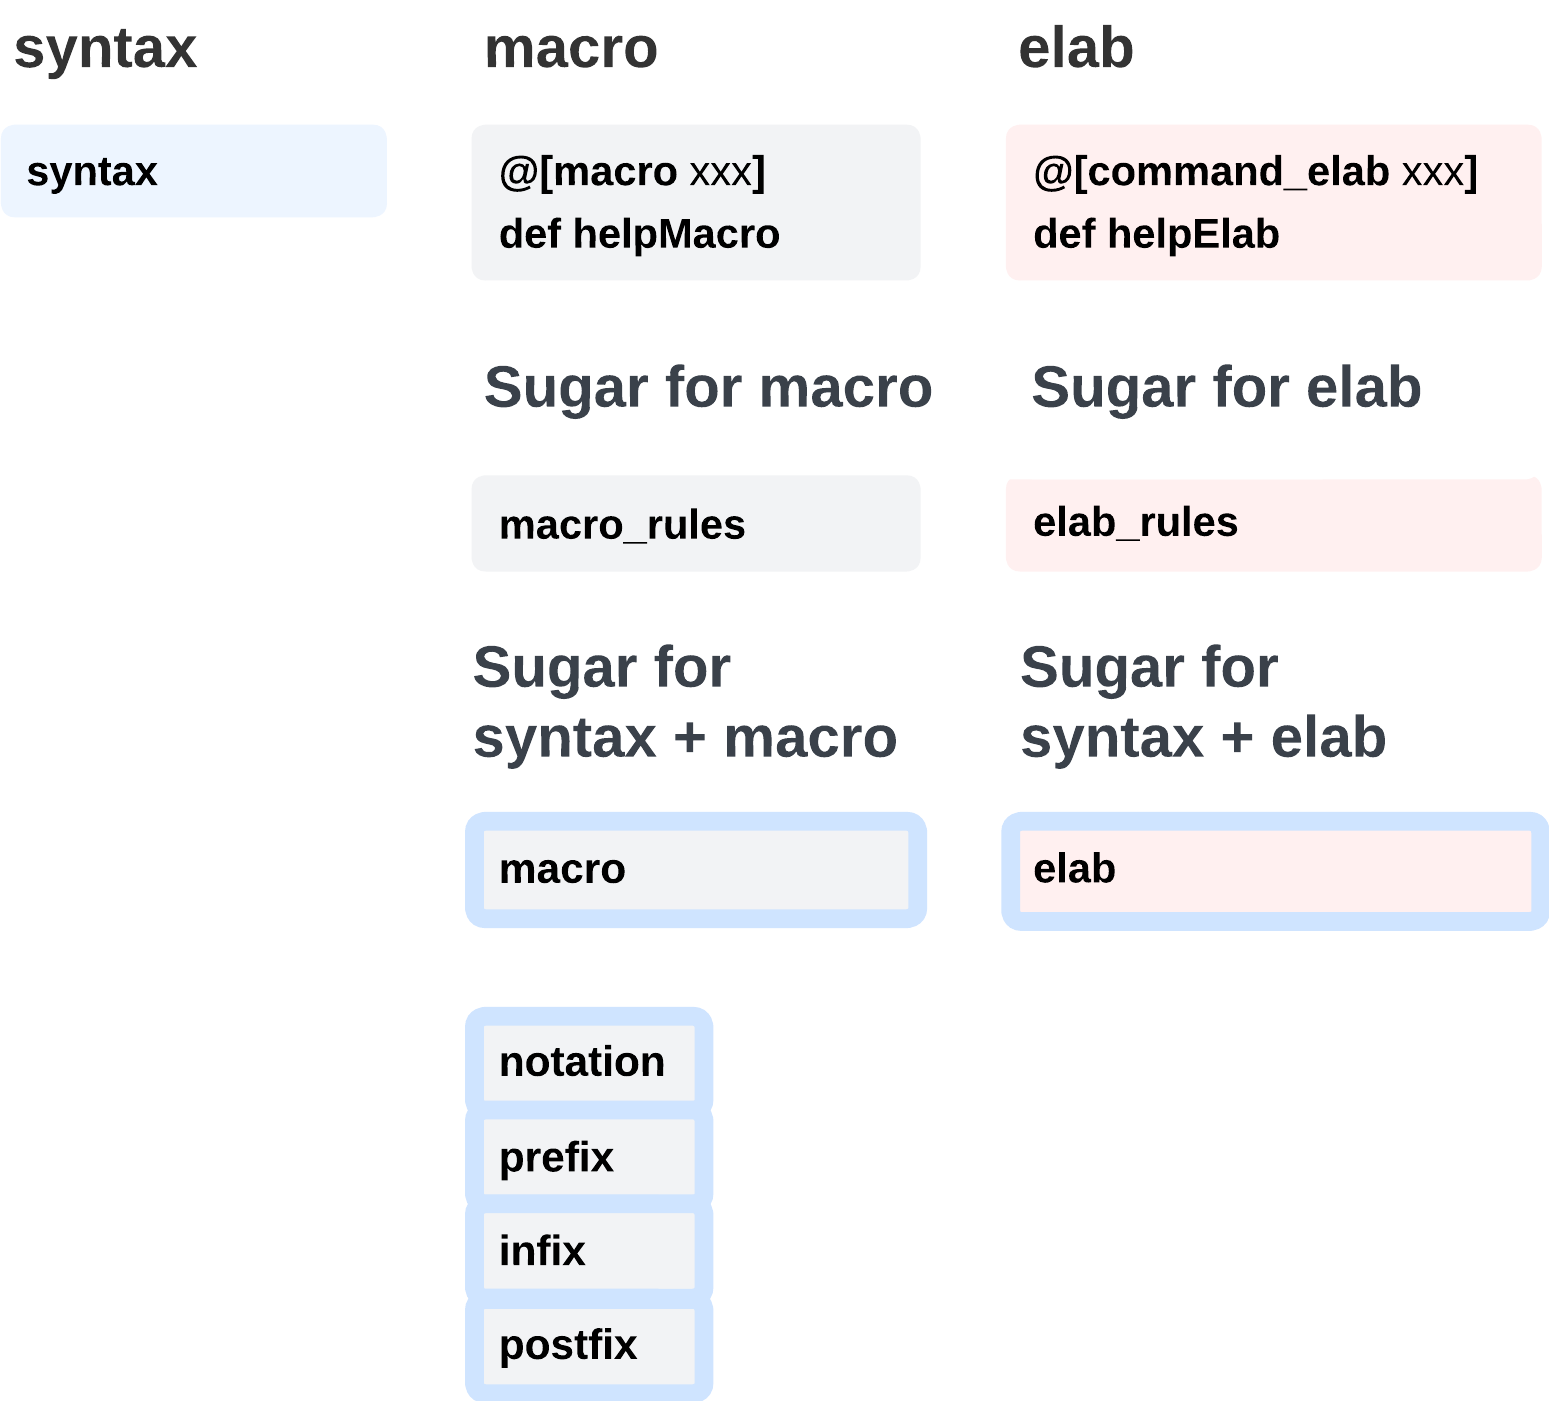 syntax
macro
elab
syntax
@[macro xxx]
def helpMacro
@[command_elab xxx]
def helpElab
Sugar for macro
Sugar for elab
macro_rules
elab_rules
Sugar for
syntax + macro
Sugar for
syntax + elab
macro
elab
notation
prefix
infix
postfix